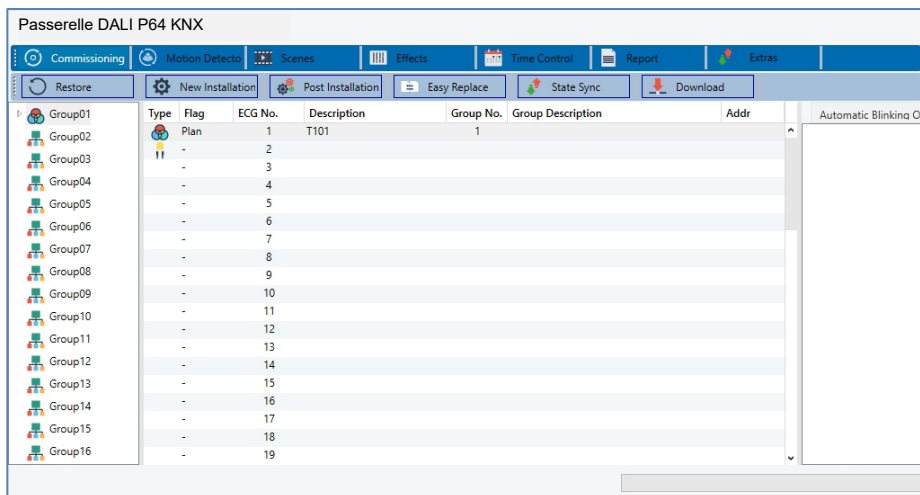 Passerelle DALI P64 KNX
Commissioning Motion Detecto Scenes Effects Time Control Report Extras
Restore New Installation Post Installation Easy Replace State Sync Download
Group01
Group02
Group03
Group04
Group05
Group06
Group07
Group08
Group09
Group10
Group11
Group12
Group13
Group14
Group15
Group16
Type Flag ECG No. Description Group No. Group Description Addr
Plan 1 T101 1
- 2
- 3
- 4
- 5
- 6
- 7
- 8
- 9
- 10
- 11
- 12
- 13
- 14
- 15
- 16
- 17
- 18
- 19
Automatic Blinking O